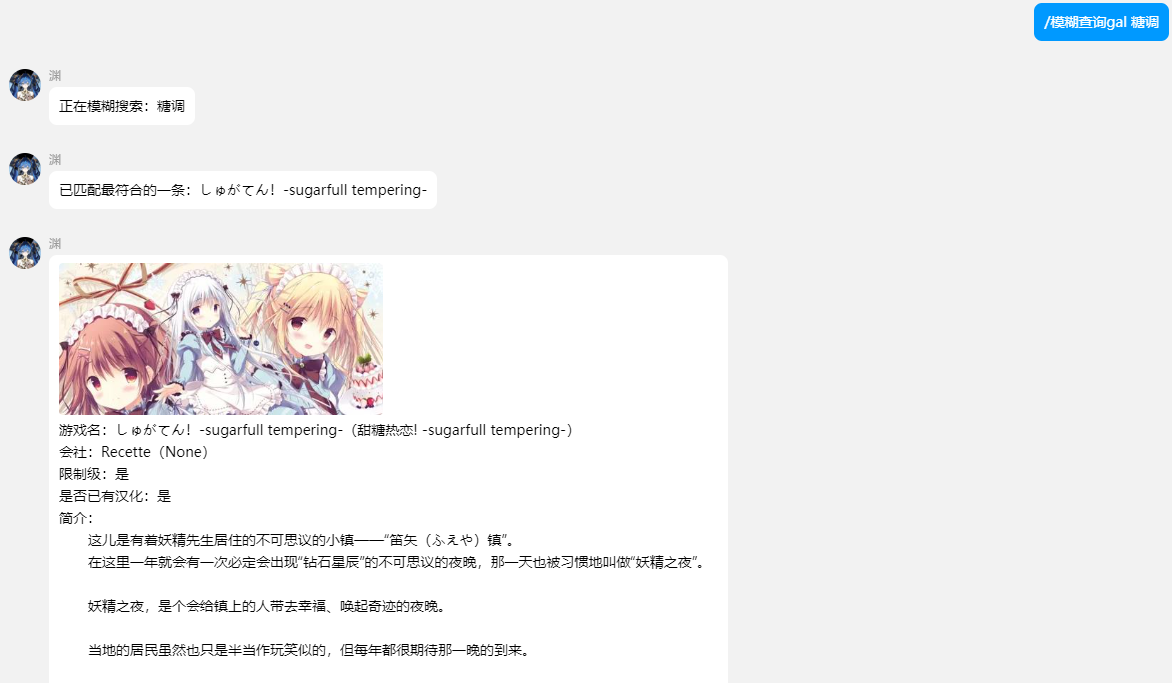 /模糊查询gal 糖调
渊
正在模糊搜索：糖调
渊
已匹配最符合的一条：しゅがてん！-sugarfull tempering-
渊
游戏名：しゅがてん！-sugarfull tempering-（甜糖热恋! -sugarfull tempering-）
会社：Recette（None）
限制级：是
是否已有汉化：是
简介：
这儿是有着妖精先生居住的不可思议的小镇——“笛矢（ふえや）镇”。
在这里一年就会有一次必定会出现“钻石星辰”的不可思议的夜晚，那一天也被习惯地叫做“妖精之夜”。
妖精之夜，是个会给镇上的人带去幸福、唤起奇迹的夜晚。
当地的居民虽然也只是半当作玩笑似的，但每年都很期待那一晚的到来。